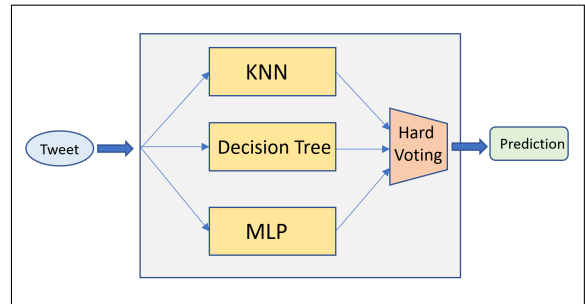 KNN
Tweet
Decision Tree
Hard
Voting
Prediction
MLP